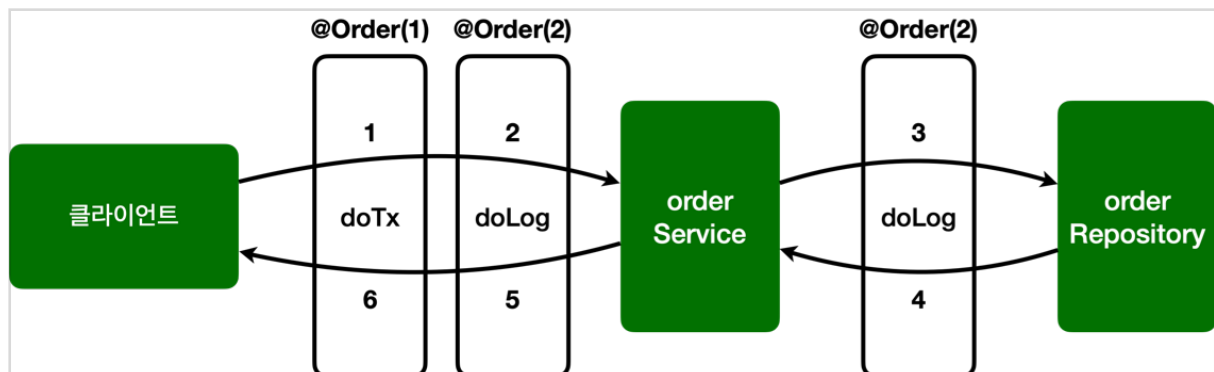 @Order(1)
@Order(2)
@Order(2)
1
2
3
클라이언트
doTx
doLog
order
Service
doLog
order
Repository
6
5
4